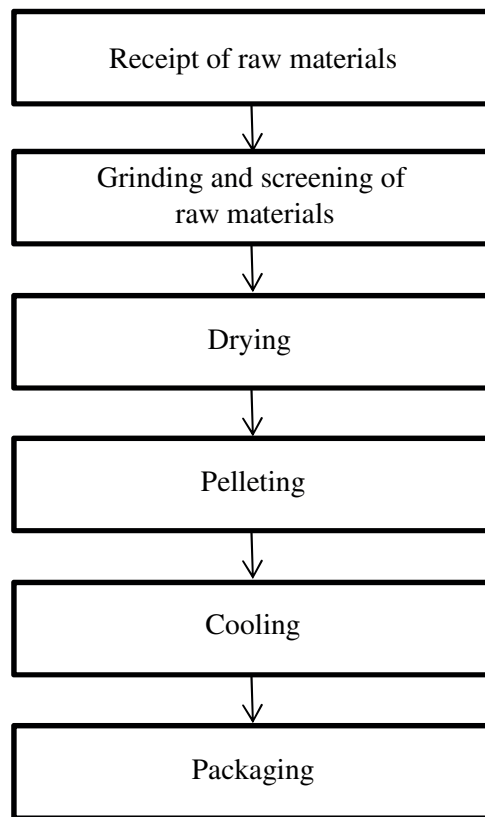 Receipt of raw materials
Grinding and screening of
raw materials
Drying
Pelleting
Cooling
Packaging